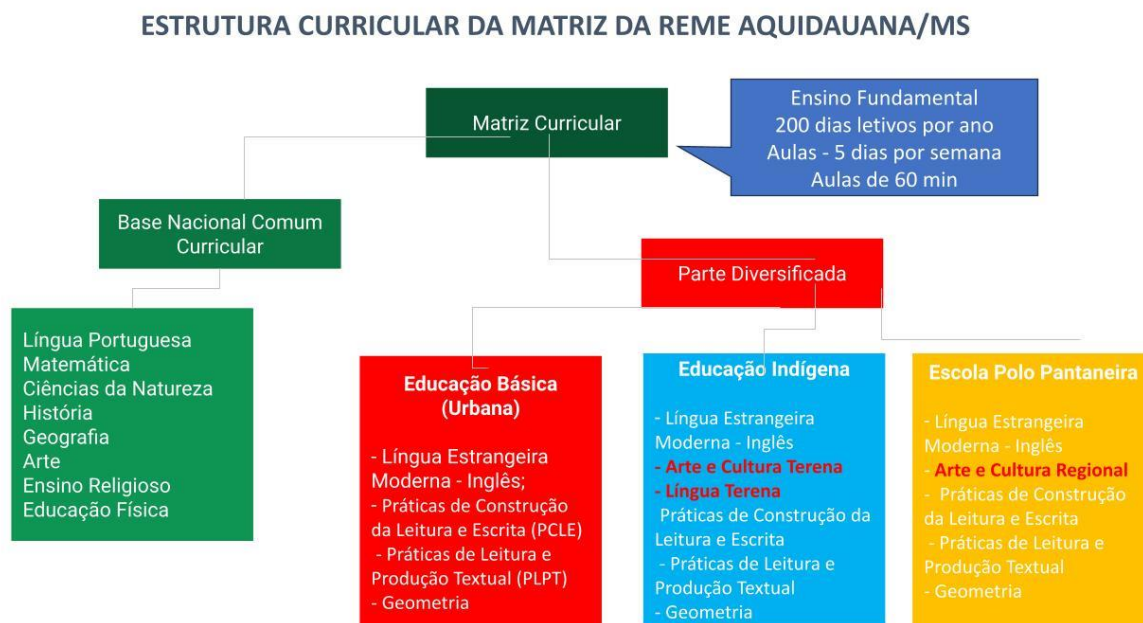 ESTRUTURA CURRICULAR DA MATRIZ DA REME AQUIDAUANA/MS
Matriz Curricular
Ensino Fundamental
200 dias letivos por ano
Aulas - 5 dias por semana
Aulas de 60 min
Base Nacional Comum
Curricular
Parte Diversificada
Língua Portuguesa
Matemática
Ciências da Natureza
História
Geografia
Arte
Ensino Religioso
Educação Física
Educação Básica
(Urbana)
- Língua Estrangeira
Moderna - Inglês;
- Práticas de Construção
da Leitura e Escrita (PCLE)
- Práticas de Leitura e
Produção Textual (PLPT)
- Geometria
Educação Indígena
- Língua Estrangeira
Moderna - Inglês
- Arte e Cultura Terena
- Língua Terena
Práticas de Construção da
Leitura e Escrita
- Práticas de Leitura e
Produção Textual
- Geometria
Escola Polo Pantaneira
- Língua Estrangeira
Moderna - Inglês
- Arte e Cultura Regional
- Práticas de Construção
da Leitura e Escrita
- Práticas de Leitura e
Produção Textual
- Geometria